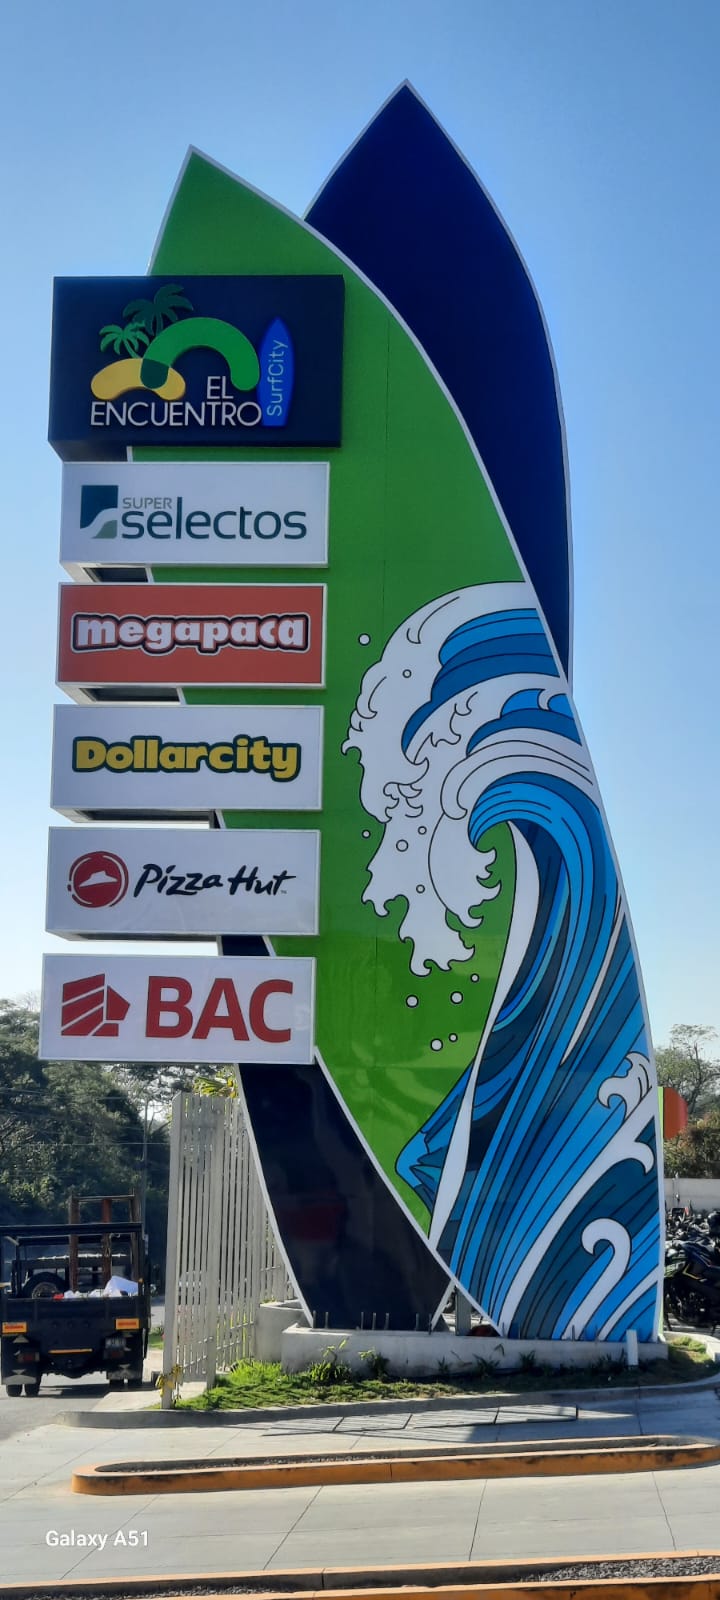 EL
ENCUENTRO
SurfCity
SUPER
selectos
megapaca
Dollarcity
Pizza Hut
BAC
Galaxy A51